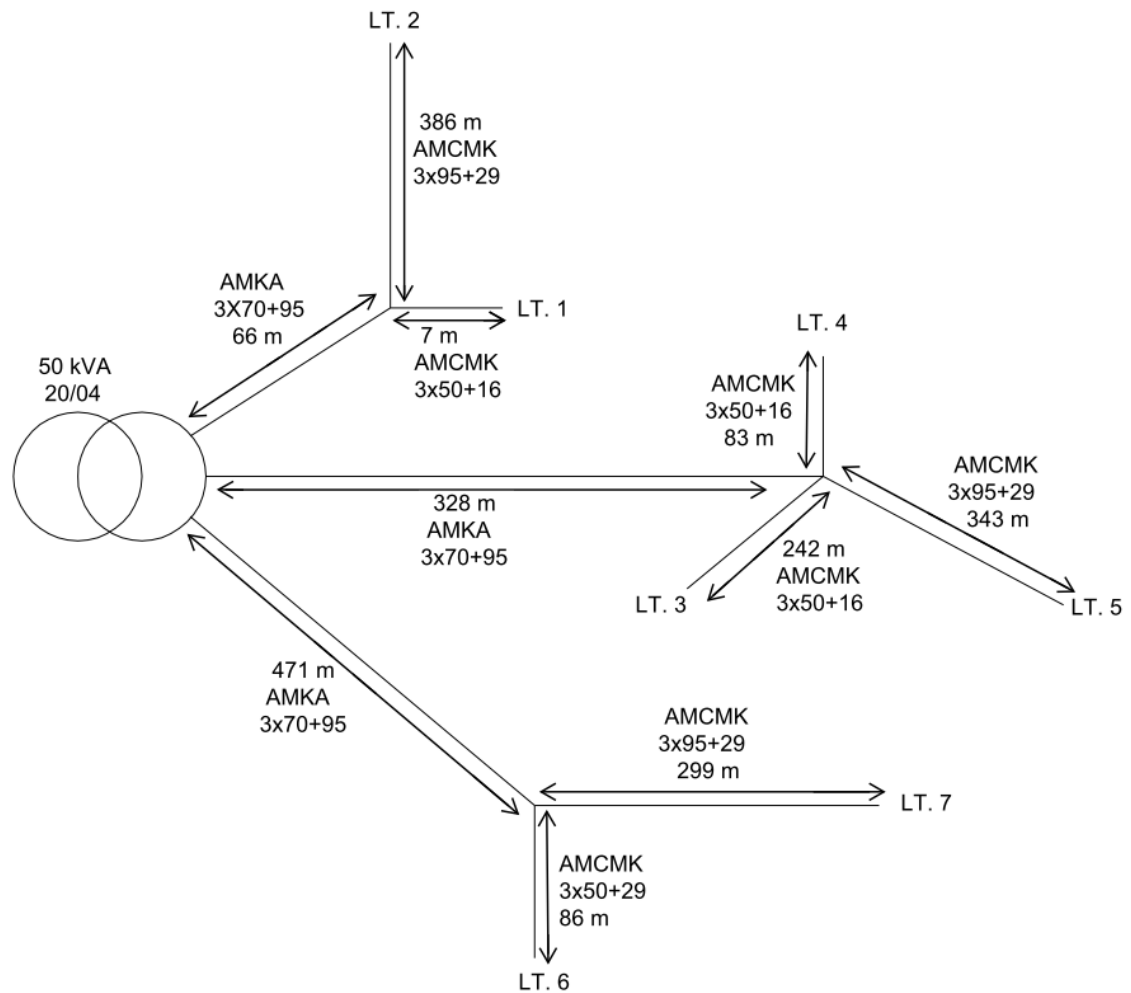 LT. 2
386 m
AMCMK
3x95+29
AMKA
3X70+95
66 m
LT. 1
7 m
AMCMK
3x50+16
50 kVA
20/04
LT. 4
AMCMK
3x50+16
83 m
AMCMK
3x95+29
343 m
328 m
AMKA
3x70+95
242 m
AMCMK
3x50+16
LT. 3
LT. 5
471 m
AMKA
3x70+95
AMCMK
3x95+29
299 m
LT. 7
AMCMK
3x50+29
86 m
LT. 6